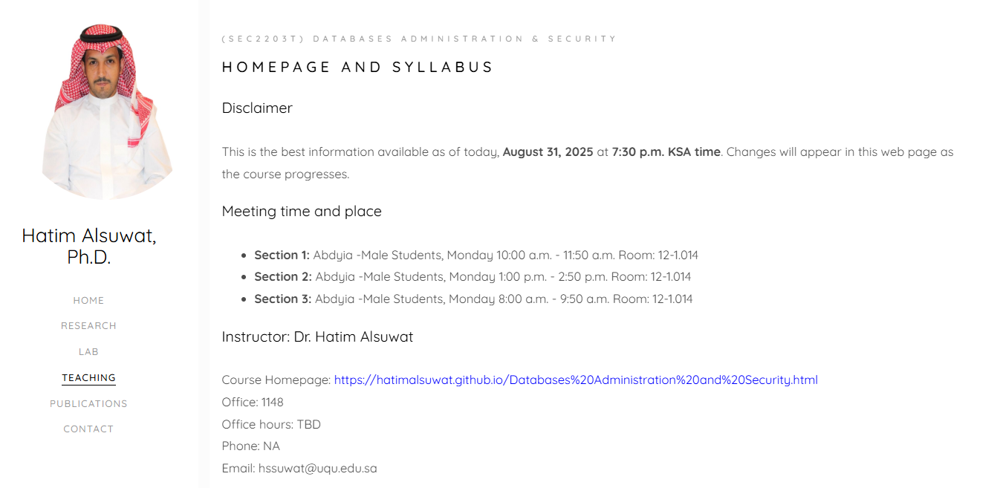 Hatim Alsuwat,
Ph.D.
HOME
RESEARCH
LAB
TEACHING
PUBLICATIONS
CONTACT
(SEC2203T) DATABASES ADMINISTRATION & SECURITY
HOMEPAGE AND SYLLABUS
Disclaimer
This is the best information available as of today, August 31, 2025 at 7:30 p.m. KSA time. Changes will appear in this web page as
the course progresses.
Meeting time and place
• Section 1: Abdyia -Male Students, Monday 10:00 a.m. - 11:50 a.m. Room: 12-1.014
• Section 2: Abdyia -Male Students, Monday 1:00 p.m. - 2:50 p.m. Room: 12-1.014
• Section 3: Abdyia -Male Students, Monday 8:00 a.m. - 9:50 a.m. Room: 12-1.014
Instructor: Dr. Hatim Alsuwat
Course Homepage: https://hatimalsuwat.github.io/Databases%20Administration%20and%20Security.html
Office: 1148
Office hours: TBD
Phone: NA
Email: hssuwat@uqu.edu.sa